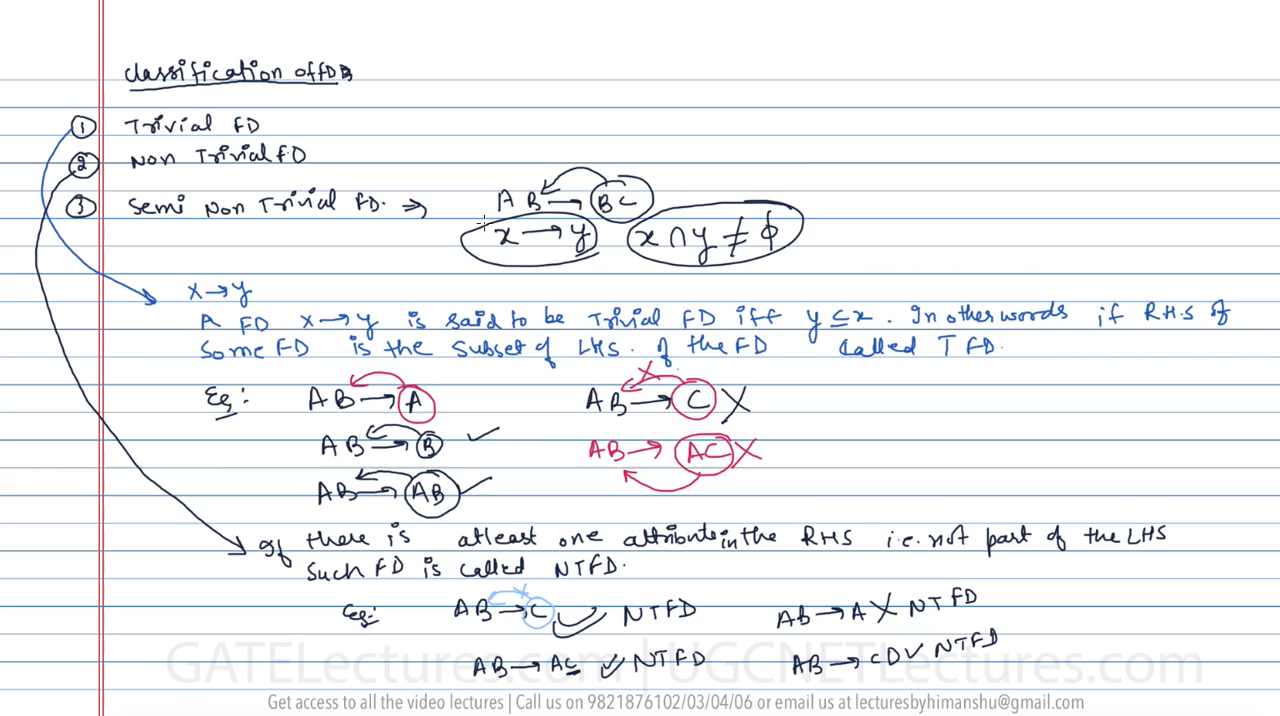 Classification of FDs
① Trivial FD
② Non Trivial FD
③ Semi Non Trivial FD. ⇒ AB → BC
x → y x ∩ y ≠ ϕ
X → y
A FD x → y is said to be Trivial FD iff y ⊆ x. In other words if RHS of
Some FD is the subset of LHS. of the FD called TFD.
Eg: AB → A AB → C X
AB → B ✓ AB → AC X
AB → AB ✓
If there is atleast one attribute in the RHS i.e. not part of the LHS
Such FD is called NTFD.
Eg: AB → C ✓ NTFD AB → A X NTFD
AB → AC ✓ NTFD AB → CD ✓ NTFD
GATELectures.com / UGCNETLectures.com
Get access to all the video lectures | Call us on 9821876102/03/04/06 or email us at lecturesbyhimanshu@gmail.com